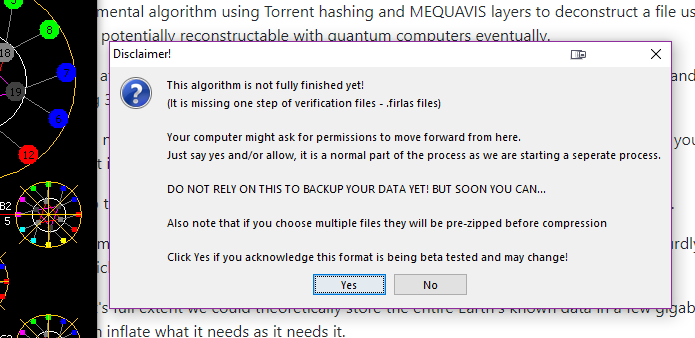 mental algorithm using Torrent hashing and MEQUAVIS layers to deconstruct a file
potentially reconstructable with quantum computers eventually.
Disclaimer!
This algorithm is not fully finished yet!
(It is missing one step of verification files - .firlas files)
Your computer might ask for permissions to move forward from here.
Just say yes and/or allow, it is a normal part of the process as we are starting a seperate process.
DO NOT RELY ON THIS TO BACKUP YOUR DATA YET! BUT SOON YOU CAN...
Also note that if you choose multiple files they will be pre-zipped before compression
Click Yes if you acknowledge this format is being beta tested and may change!
Yes
No
full extent we could theoretically store the entire Earth's known data in a few
inflate what it needs as it needs it.
8
7
18
19
6
12
B2
5